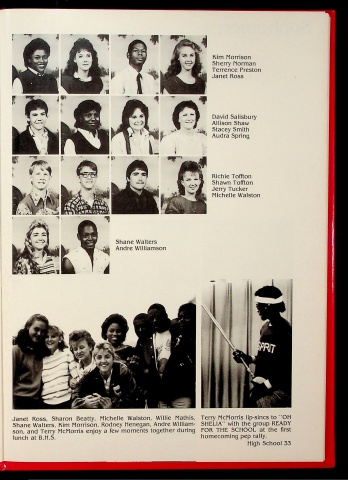 Kim Morrison
Sherry Norman
Terrence Preston
Janet Ross
David Salisbury
Allison Shaw
Stacey Smith
Audra Spring
Richie Toffton
Shawn Toffton
Jerry Tucker
Michelle Walston
Shane Walters
Andre Williamson
SPRIT
Janet Ross, Sharon Beatty, Michelle Walston, Willie Mathis,
Shane Walters, Kim Morrison, Rodney Henegan, Andre William-
son, and Terry McMorris enjoy a few moments together during
lunch at B.H.S.
Terry McMorris lip-sincs to "OH
SHELIA" with the group READY
FOR THE SCHOOL at the first
homecoming pep rally.
High School 33